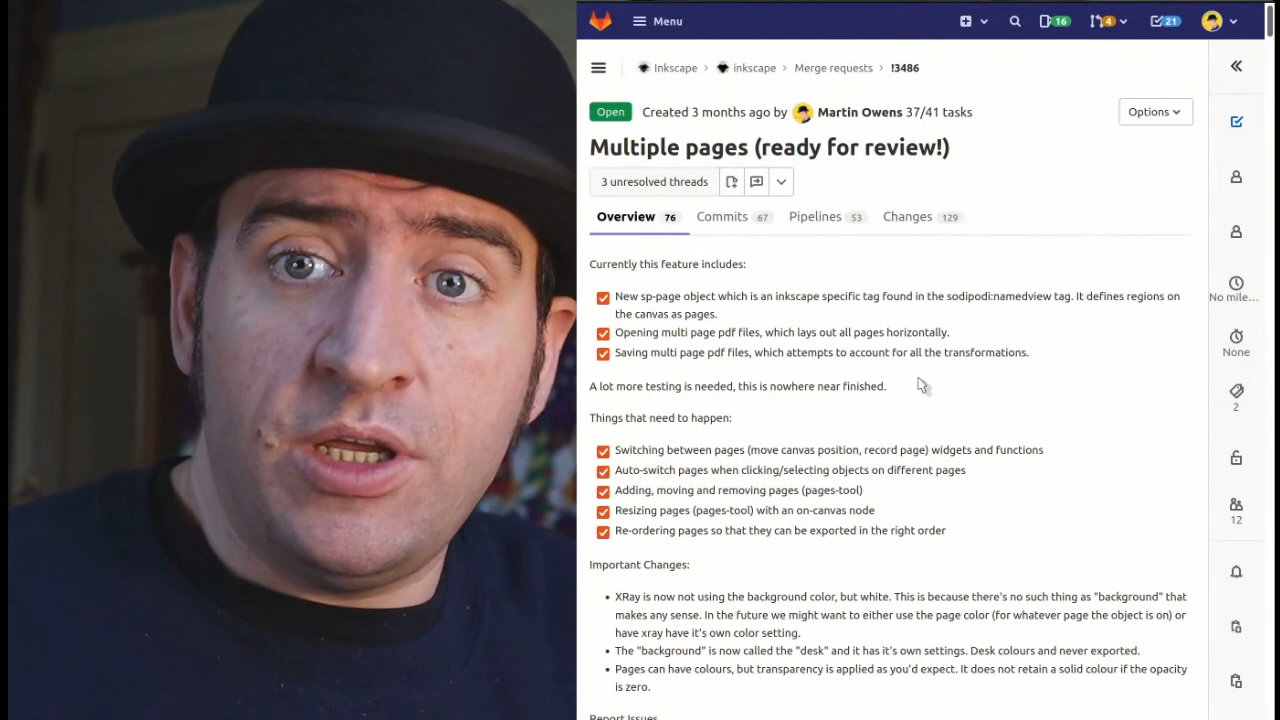 Menu
16
4
21
Inkscape > inkscape > Merge requests > !3486
Open Created 3 months ago by Martin Owens 37/41 tasks
Options
Multiple pages (ready for review!)
3 unresolved threads
Overview 76 Commits 67 Pipelines 53 Changes 129
Currently this feature includes:
New sp-page object which is an inkscape specific tag found in the sodipodi:namedview tag. It defines regions on
the canvas as pages.
Opening multi page pdf files, which lays out all pages horizontally.
Saving multi page pdf files, which attempts to account for all the transformations.
A lot more testing is needed, this is nowhere near finished.
Things that need to happen:
Switching between pages (move canvas position, record page) widgets and functions
Auto-switch pages when clicking/selecting objects on different pages
Adding, moving and removing pages (pages-tool)
Resizing pages (pages-tool) with an on-canvas node
Re-ordering pages so that they can be exported in the right order
Important Changes:
• XRay is now not using the background color, but white. This is because there's no such thing as "background" that
makes any sense. In the future we might want to either use the page color (for whatever page the object is on) or
have xray have it's own color setting.
• The "background" is now called the "desk" and it has it's own settings. Desk colours and never exported.
• Pages can have colours, but transparency is applied as you'd expect. It does not retain a solid colour if the opacity
is zero.
Report Issues
No mile...
None
2
12